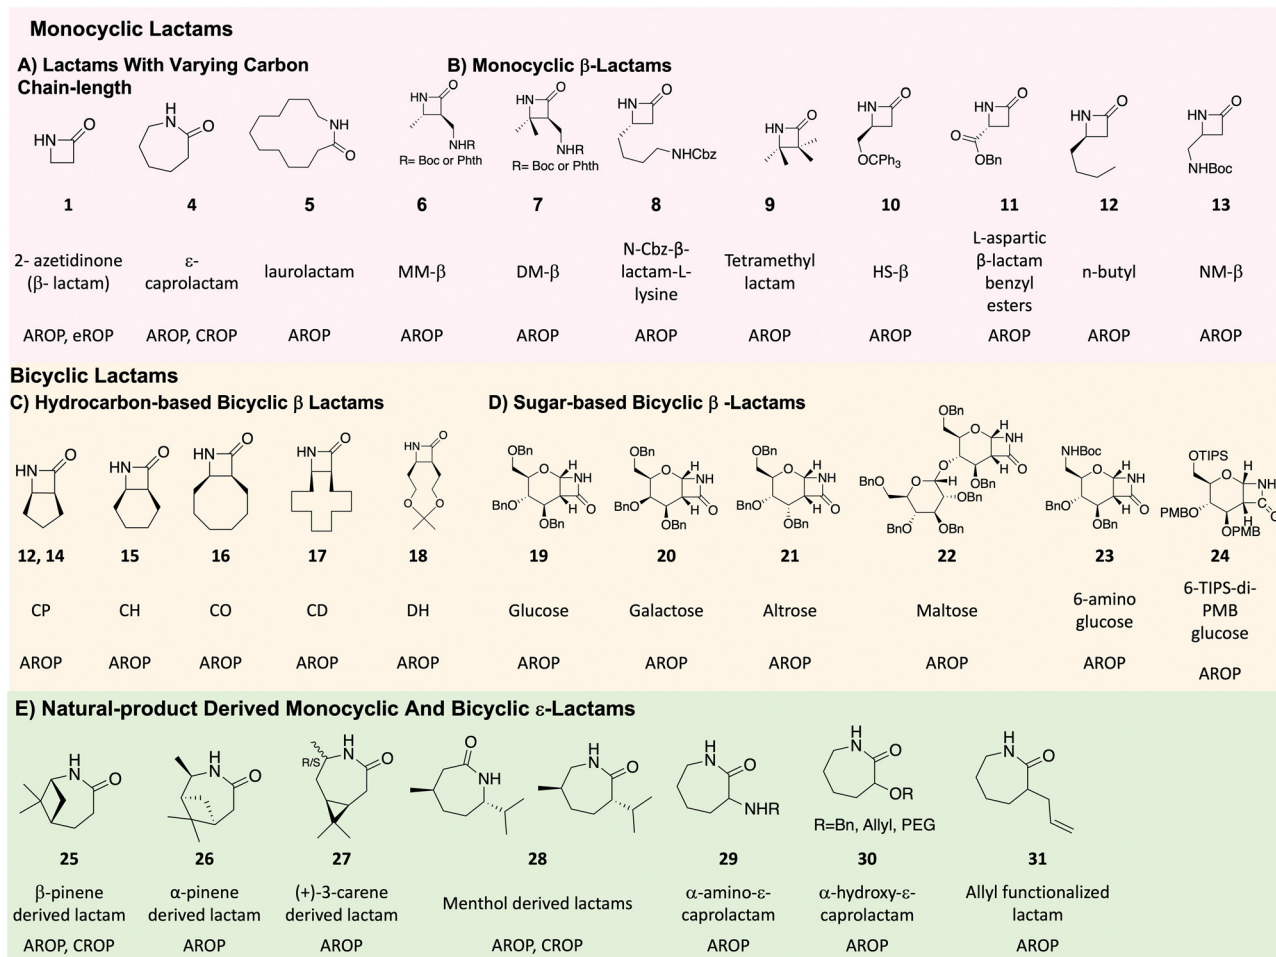 Monocyclic Lactams
A) Lactams With Varying Carbon
Chain-length
B) Monocyclic β-Lactams
HN O
1
2- azetidinone
(β- lactam)
AROP, eROP
H
N
O
4
ε-
caprolactam
AROP, CROP
NH
O
5
laurolactam
AROP
HN O
NHR
R= Boc or Phth
6
MM-β
AROP
HN O
NHR
R= Boc or Phth
7
DM-β
AROP
HN O
NHCbz
8
N-Cbz-β-
lactam-L-
lysine
AROP
HN O
9
Tetramethyl
lactam
AROP
HN O
OCPh3
10
HS-β
AROP
HN O
O
OBn
11
L-aspartic
β-lactam
benzyl
esters
AROP
HN O
12
n-butyl
AROP
HN O
NHBoc
13
NM-β
AROP
Bicyclic Lactams
C) Hydrocarbon-based Bicyclic β Lactams
D) Sugar-based Bicyclic β -Lactams
HN O
12, 14
CP
AROP
HN O
15
CH
AROP
HN O
16
CO
AROP
HN O
17
CD
AROP
HN O
O O
18
DH
AROP
OBn
O H
NH
BnO H O
OBn
19
Glucose
AROP
OBn
O H
NH
BnO H O
OBn
20
Galactose
AROP
OBn
O H
NH
BnO H O
OBn
21
Altrose
AROP
OBn
O H
NH
O H O
OBn
BnO O H
OBn
BnO OBn
22
Maltose
AROP
NHBoc
O H
NH
BnO H O
OBn
23
6-amino
glucose
AROP
OTIPS
O H
NH
PMBO H O
OPMB
24
6-TIPS-di-
PMB
glucose
AROP
E) Natural-product Derived Monocyclic And Bicyclic ε-Lactams
H
N
O
25
β-pinene
derived lactam
AROP, CROP
H
N
O
26
α-pinene
derived lactam
AROP
R/S
H
N
O
27
(+)-3-carene
derived lactam
AROP
O
NH
H
N
O
28
Menthol derived lactams
AROP, CROP
H
N
O
NHR
29
α-amino-ε-
caprolactam
AROP
H
N
O
OR
R=Bn, Allyl, PEG
30
α-hydroxy-ε-
caprolactam
AROP
H
N
O
31
Allyl functionalized
lactam
AROP